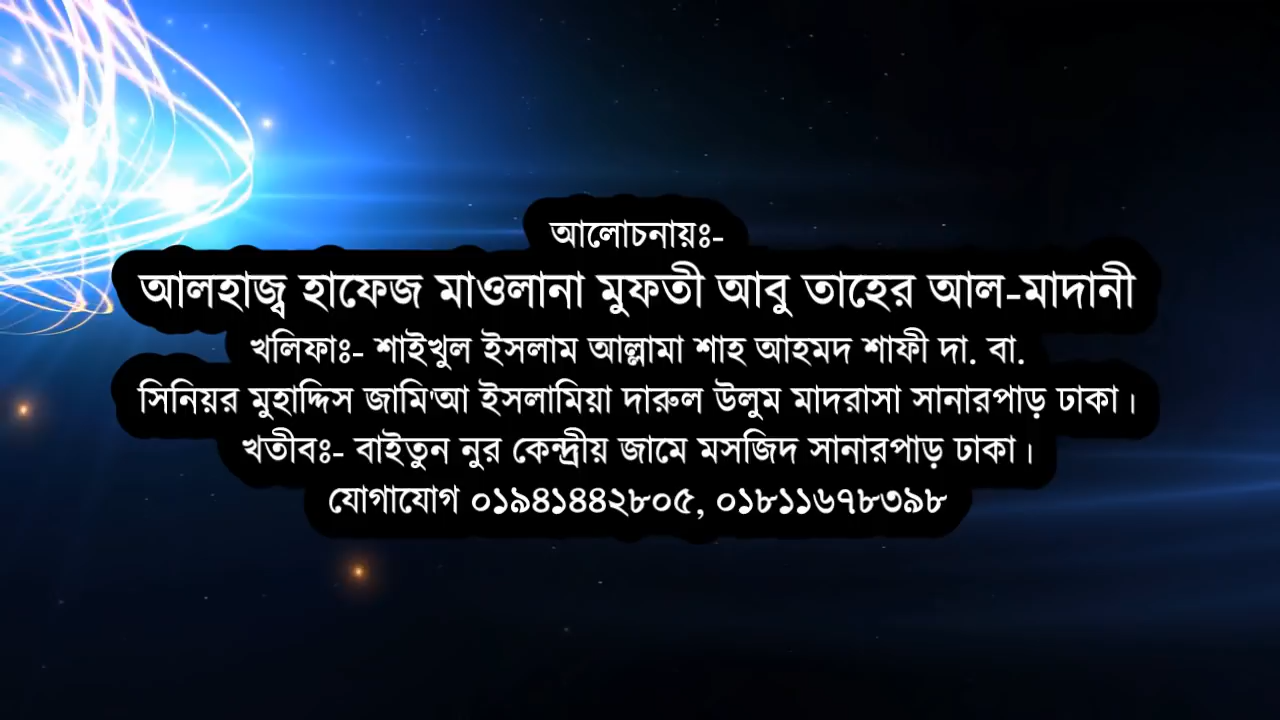 আলোচনায়ঃ-
আলহাজ্ব হাফেজ মাওলানা মুফতী আবু তাহের আল-মাদানী
খলিফাঃ- শাইখুল ইসলাম আল্লামা শাহ আহমদ শাফী দা. বা.
সিনিয়র মুহাদ্দিস জামি'আ ইসলামিয়া দারুল উলুম মাদরাসা সানারপাড় ঢাকা।
খতীবঃ- বাইতুন নুর কেন্দ্রীয় জামে মসজিদ সানারপাড় ঢাকা।
যোগাযোগ ০১৯৪১৪৪২৮০৫, ০১৮১১৬৭৮৩৯৮